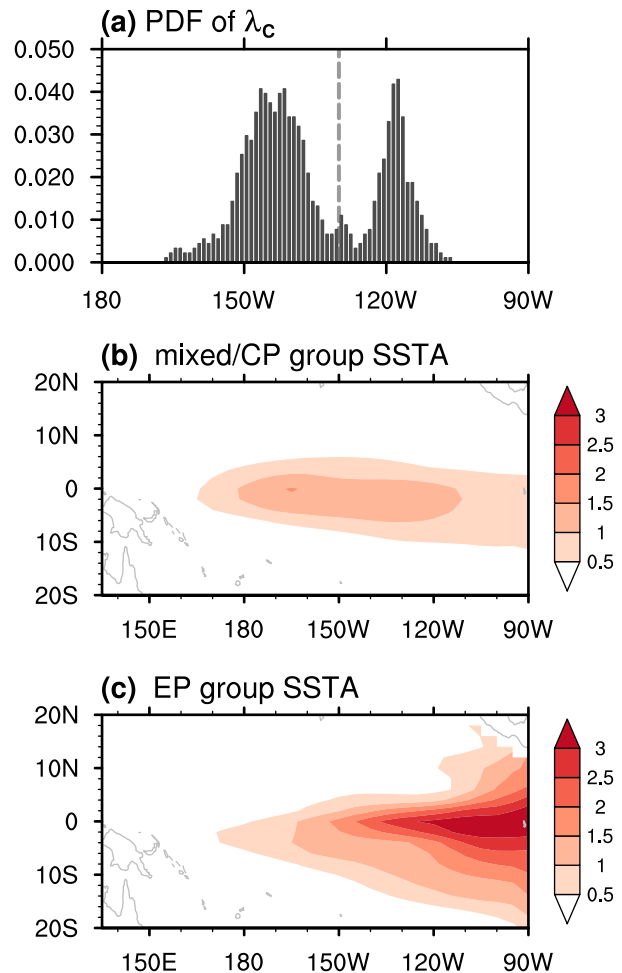 (a) PDF of λc
0.050
0.040
0.030
0.020
0.010
0.000
180 150W 120W 90W
(b) mixed/CP group SSTA
20N
10N
0
10S
20S
150E 180 150W 120W 90W
3
2.5
2
1.5
1
0.5
(c) EP group SSTA
20N
10N
0
10S
20S
150E 180 150W 120W 90W
3
2.5
2
1.5
1
0.5